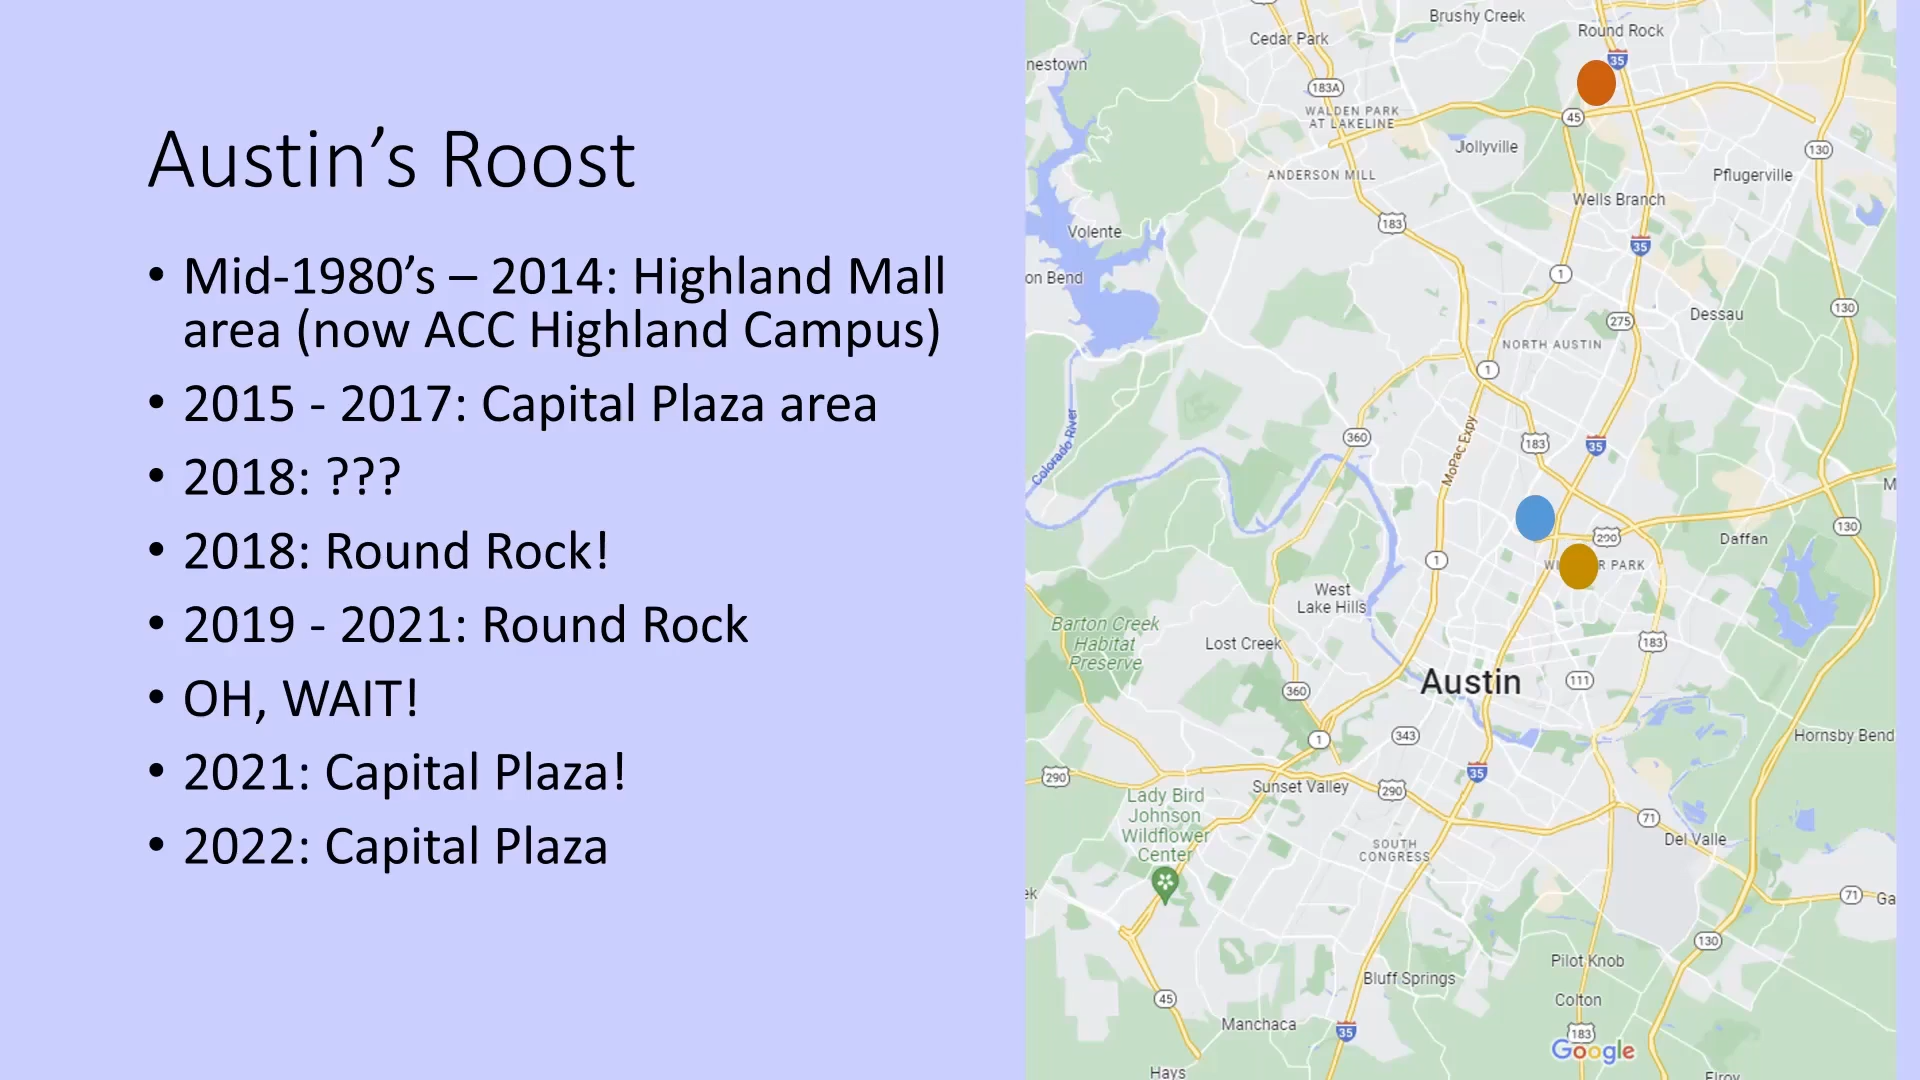 Austin’s Roost
• Mid-1980’s – 2014: Highland Mall
area (now ACC Highland Campus)
• 2015 - 2017: Capital Plaza area
• 2018: ???
• 2018: Round Rock!
• 2019 - 2021: Round Rock
• OH, WAIT!
• 2021: Capital Plaza!
• 2022: Capital Plaza
Brushy Creek
Round Rock
Cedar Park
nestown
35
183A
WALDEN PARK
AT LAKELINE
45
Jollyville
130
ANDERSON MILL
Pflugerville
Wells Branch
183
Volente
35
on Bend
1
130
Dessau
275
NORTH AUSTIN
1
Colorado River
MoPac Expy
360
183
35
M
130
290
Daffan
1
R PARK
West
Lake Hills
Barton Creek
Habitat
Preserve
Lost Creek
183
Austin
111
360
343
1
Hornsby Bend
35
290
Sunset Valley
290
Lady Bird
Johnson
Wildflower
Center
71
Del Valle
SOUTH
CONGRESS
ek
71
Ga
130
Pilot Knob
Bluff Springs
45
Colton
Manchaca
35
183
Google
Hays
Elroy